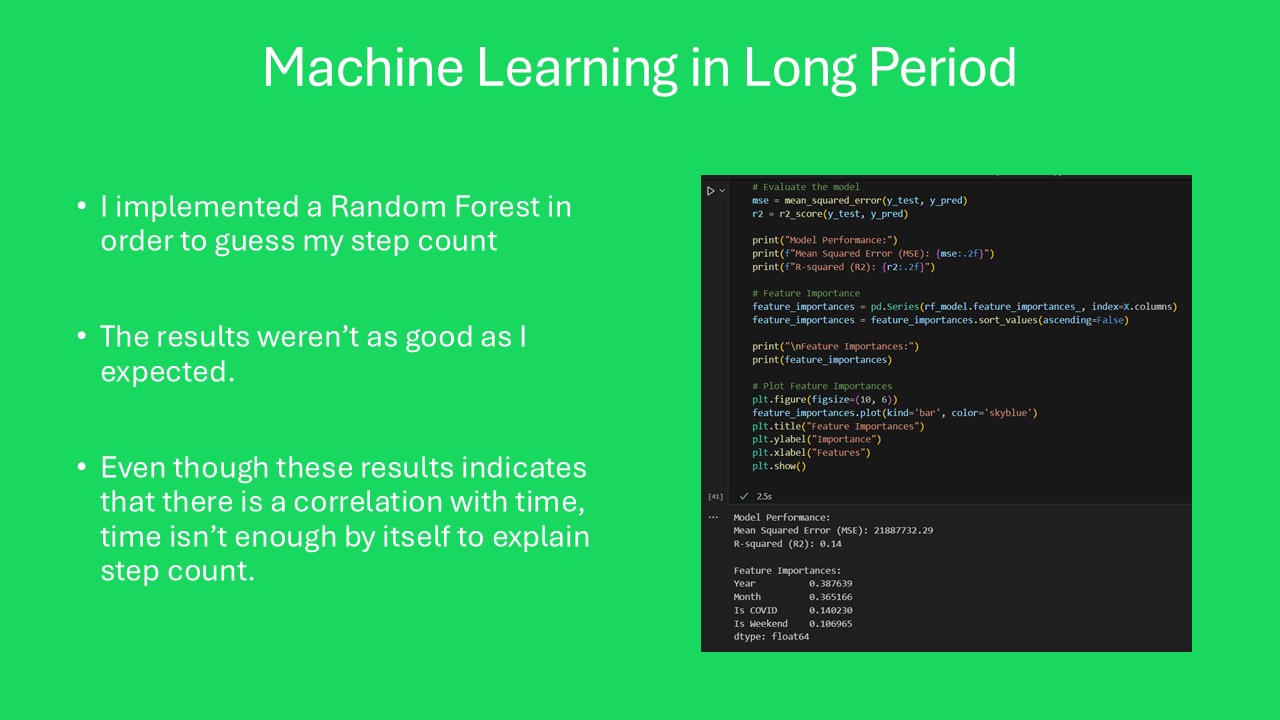 Machine Learning in Long Period
• I implemented a Random Forest in
order to guess my step count
• The results weren’t as good as I
expected.
• Even though these results indicates
that there is a correlation with time,
time isn’t enough by itself to explain
step count.
# Evaluate the model
mse = mean_squared_error(y_test, y_pred)
r2 = r2_score(y_test, y_pred)
print("Model Performance:")
print(f"Mean Squared Error (MSE): {mse:.2f}")
print(f"R-squared (R2): {r2:.2f}")
# Feature Importance
feature_importances = pd.Series(rf_model.feature_importances_, index=X.columns)
feature_importances = feature_importances.sort_values(ascending=False)
print("\nFeature Importances:")
print(feature_importances)
# Plot Feature Importances
plt.figure(figsize=(10, 6))
feature_importances.plot(kind='bar', color='skyblue')
plt.title("Feature Importances")
plt.ylabel("Importance")
plt.xlabel("Features")
plt.show()
[41] ✓ 2.5s
... Model Performance:
Mean Squared Error (MSE): 21887732.29
R-squared (R2): 0.14
Feature Importances:
Year 0.387639
Month 0.365166
Is COVID 0.140230
Is Weekend 0.106965
dtype: float64